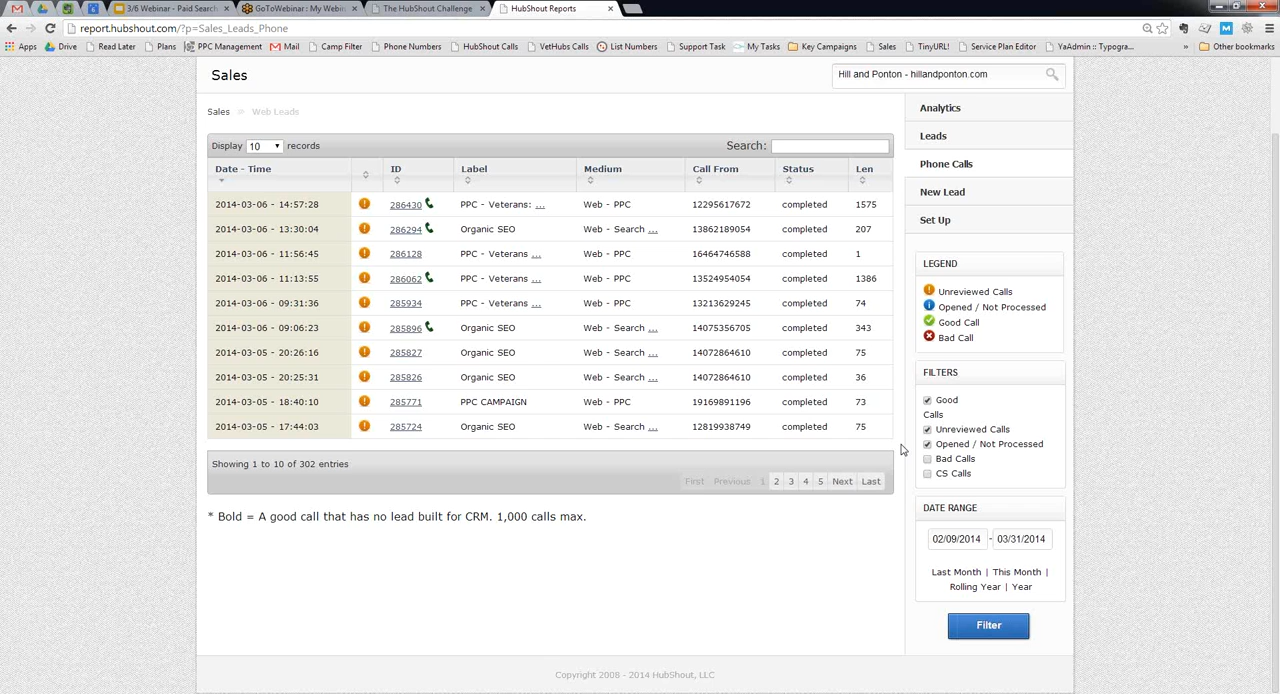 3/6 Webinar - Paid Search
GoToWebinar : My Webin
The HubShout Challenge
HubShout Reports
report.hubshout.com/?p=Sales_Leads_Phone
Apps Drive Read Later Plans PPC Management Mail Camp Filter Phone Numbers HubShout Calls VetHubs Calls List Numbers Support Task My Tasks Key Campaigns Sales TinyURL! Service Plan Editor YaAdmin :: Typogra... » Other bookmarks
Sales
Hill and Ponton - hillandponton.com
Sales » Web Leads
Display 10 records Search:
Date - Time ID Label Medium Call From Status Len
2014-03-06 - 14:57:28 286430 PPC - Veterans: ... Web - PPC 12295617672 completed 1575
2014-03-06 - 13:30:04 286294 Organic SEO Web - Search ... 13862189054 completed 207
2014-03-06 - 11:56:45 286128 PPC - Veterans ... Web - PPC 16464746588 completed 1
2014-03-06 - 11:13:55 286062 PPC - Veterans ... Web - PPC 13524954054 completed 1386
2014-03-06 - 09:31:36 285934 PPC - Veterans ... Web - PPC 13213629245 completed 74
2014-03-06 - 09:06:23 285896 Organic SEO Web - Search ... 14075356705 completed 343
2014-03-05 - 20:26:16 285827 Organic SEO Web - Search ... 14072864610 completed 75
2014-03-05 - 20:25:31 285826 Organic SEO Web - Search ... 14072864610 completed 36
2014-03-05 - 18:40:10 285771 PPC CAMPAIGN Web - PPC 19169891196 completed 73
2014-03-05 - 17:44:03 285724 Organic SEO Web - Search ... 12819938749 completed 75
Showing 1 to 10 of 302 entries
First Previous 1 2 3 4 5 Next Last
* Bold = A good call that has no lead built for CRM. 1,000 calls max.
Analytics
Leads
Phone Calls
New Lead
Set Up
LEGEND
Unreviewed Calls
Opened / Not Processed
Good Call
Bad Call
FILTERS
Good
Calls
Unreviewed Calls
Opened / Not Processed
Bad Calls
CS Calls
DATE RANGE
02/09/2014 - 03/31/2014
Last Month | This Month |
Rolling Year | Year
Filter
Copyright 2008 - 2014 HubShout, LLC